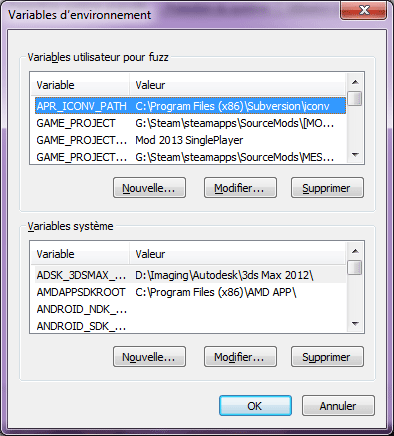 Variables d'environnement
Variables utilisateur pour fuzz
Variable Valeur
APR_ICONV_PATH C:\Program Files (x86)\Subversion\iconv
GAME_PROJECT G:\Steam\steamapps\SourceMods\[MO...
GAME_PROJECT... Mod 2013 SinglePlayer
GAME_PROJECT... G:\Steam\steamapps\SourceMods\MES...
Nouvelle... Modifier... Supprimer
Variables système
Variable Valeur
ADSK_3DSMAX_... D:\Imaging\Autodesk\3ds Max 2012\
AMDAPPSDKROOT C:\Program Files (x86)\AMD APP\
ANDROID_NDK_...
ANDROID_SDK_...
Nouvelle... Modifier... Supprimer
OK Annuler